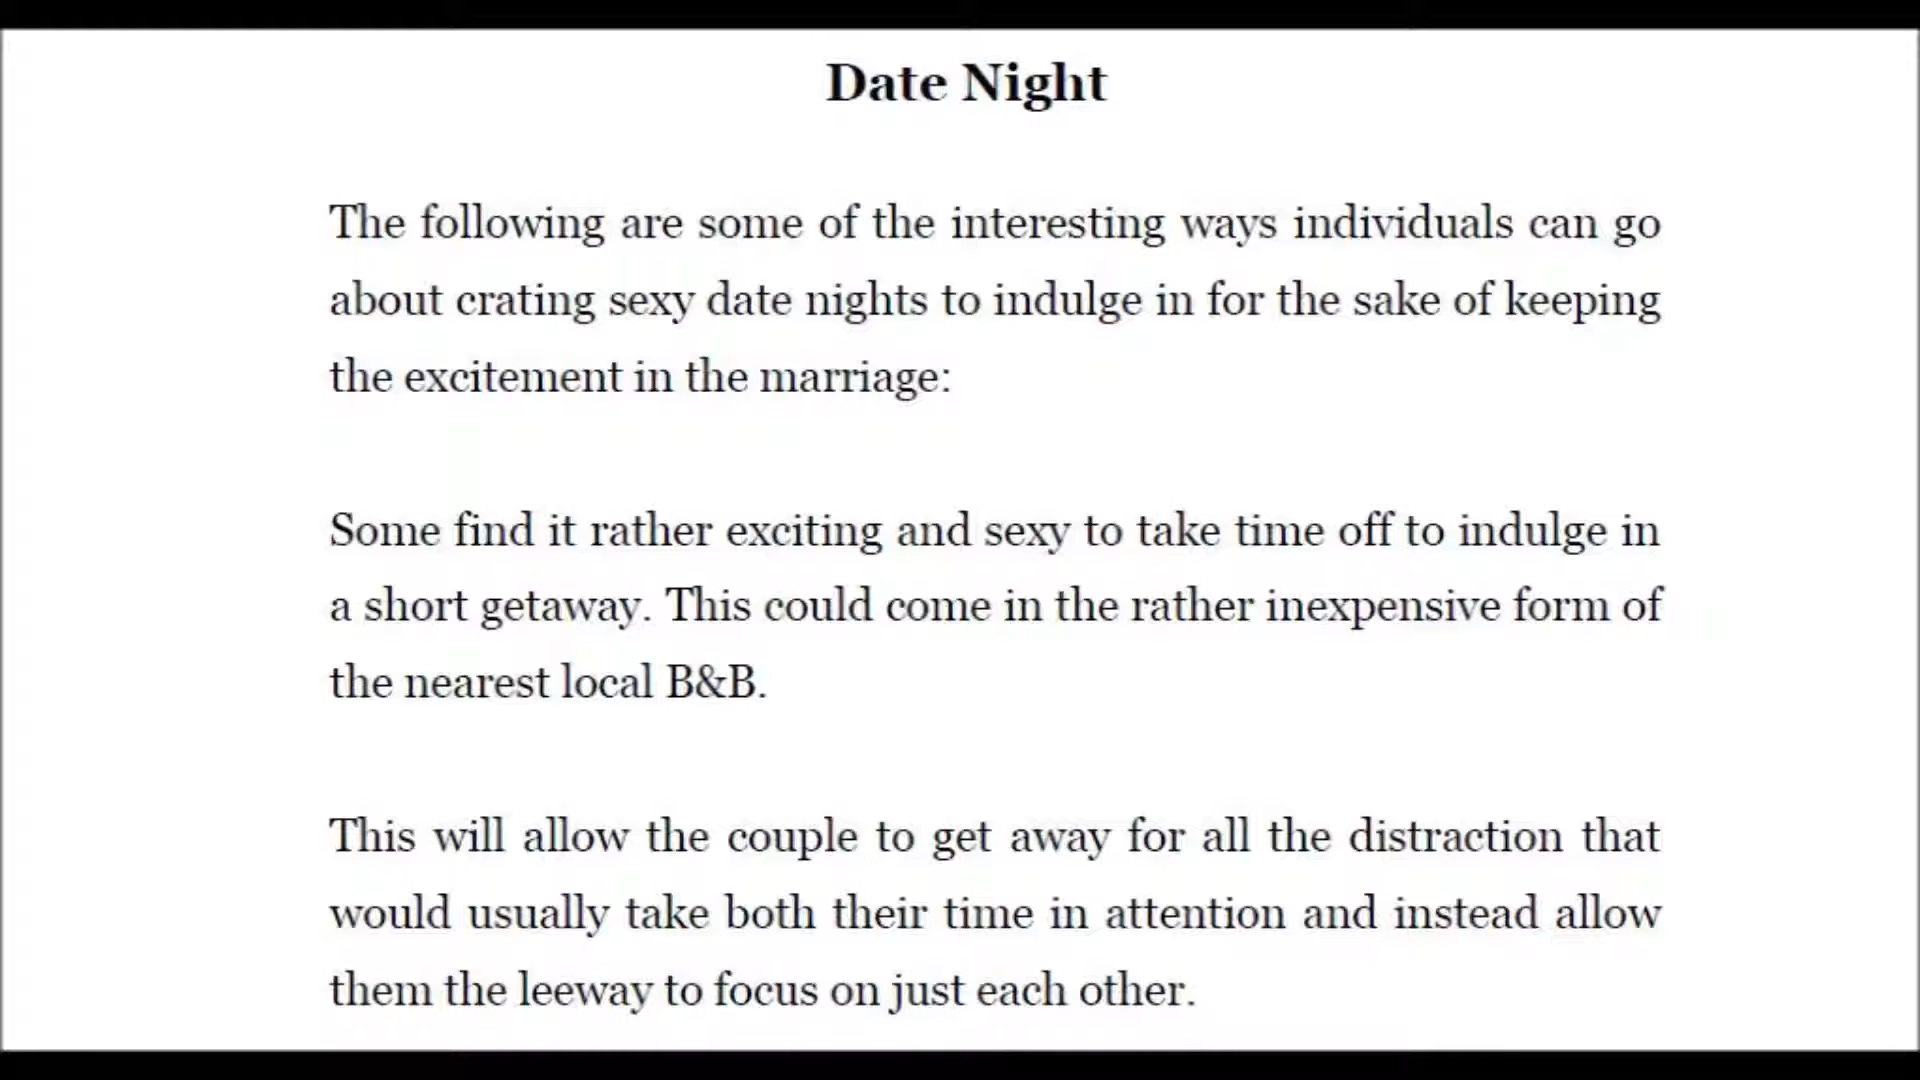 Date Night
The following are some of the interesting ways individuals can go
about crating sexy date nights to indulge in for the sake of keeping
the excitement in the marriage:
Some find it rather exciting and sexy to take time off to indulge in
a short getaway. This could come in the rather inexpensive form of
the nearest local B&B.
This will allow the couple to get away for all the distraction that
would usually take both their time in attention and instead allow
them the leeway to focus on just each other.